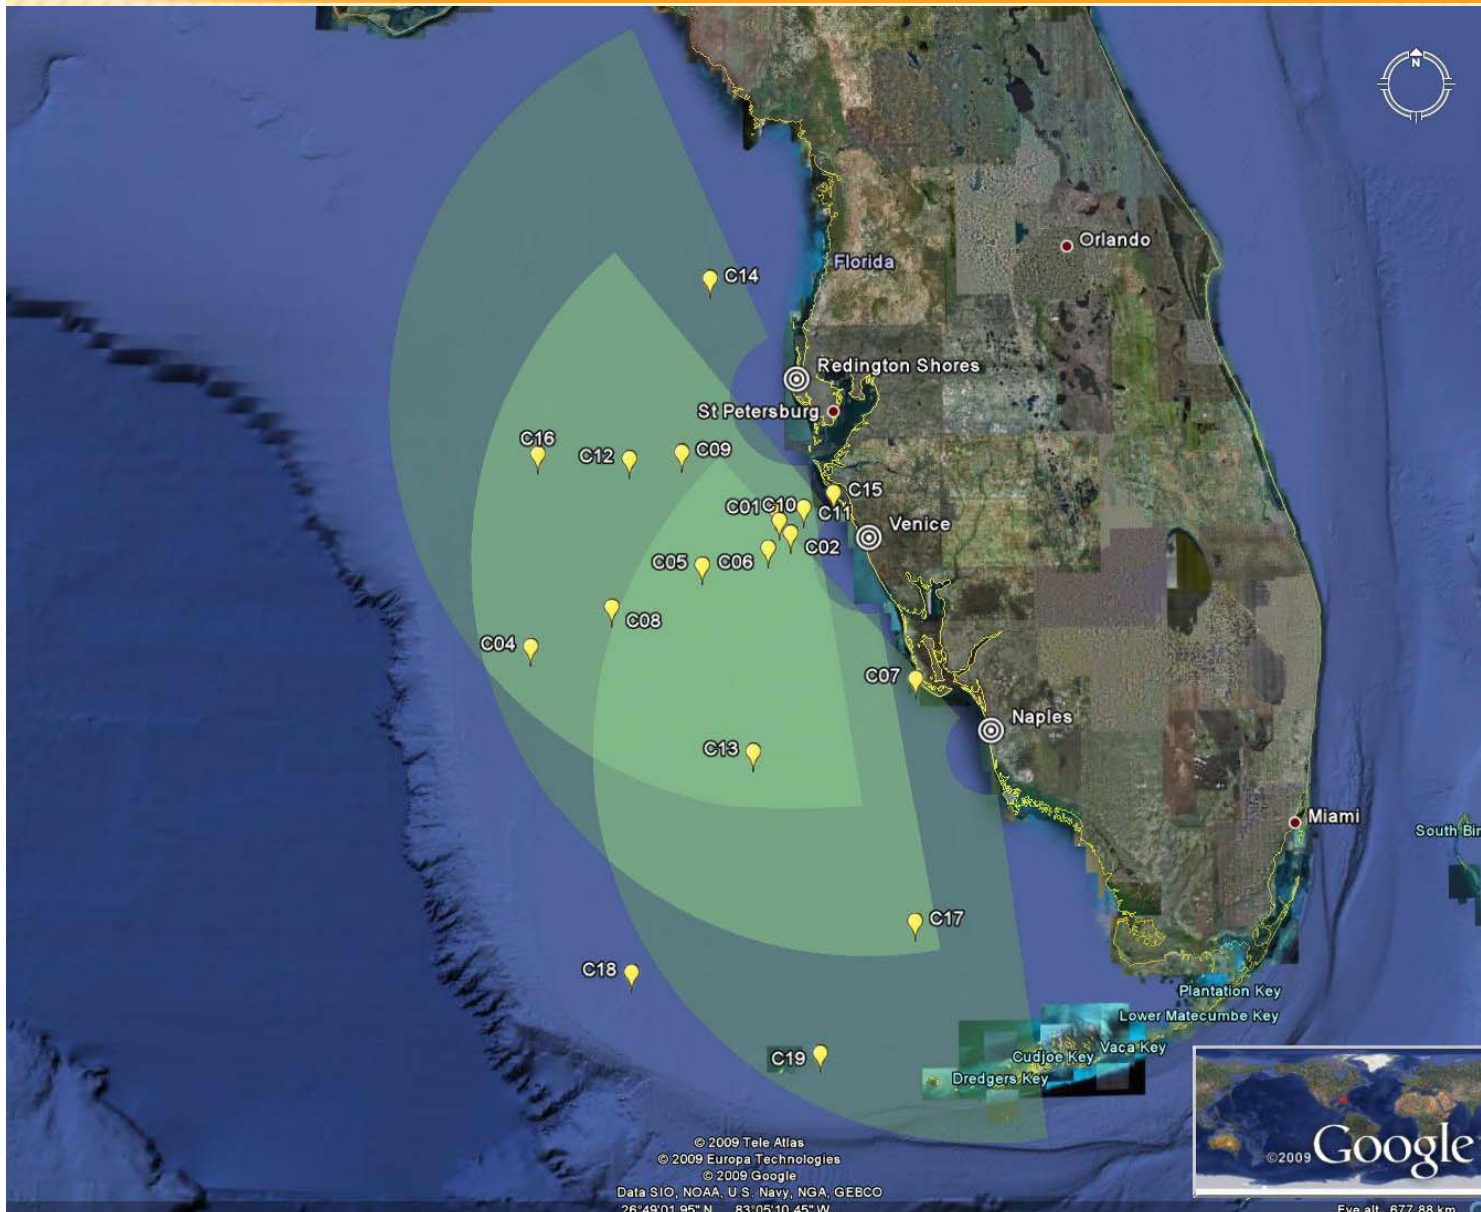 N
Orlando
Florida
C14
Redington Shores
St Petersburg
C16
C12
C09
C15
C01
C10
C11
Venice
C02
C05
C06
C08
C04
C07
Naples
C13
Miami
South Bir
C17
C18
Plantation Key
Lower Matecumbe Key
Vaca Key
Cudjoe Key
C19
Dredgers Key
© 2009 Tele Atlas
© 2009 Europa Technologies
© 2009 Google
Data SIO, NOAA, U.S. Navy, NGA, GEBCO
©2009 Google
26°49'01.95" N 83°05'10.45" W
Eye alt 677.88 km